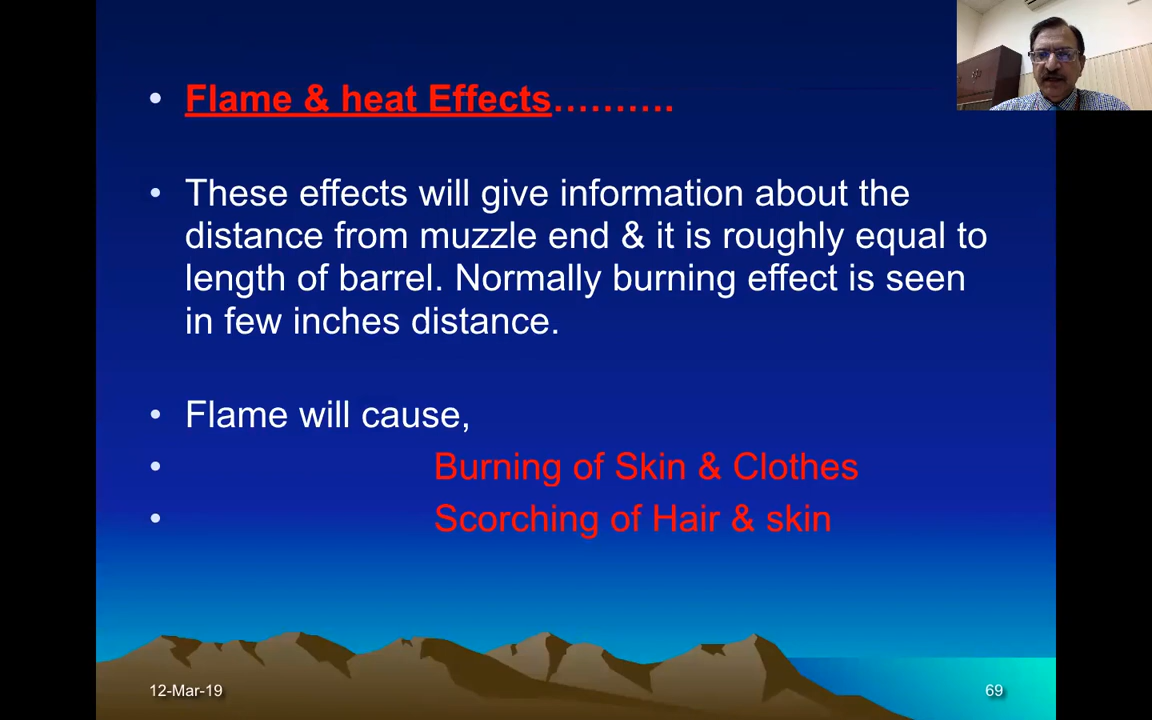 • Flame & heat Effects……….
• These effects will give information about the
distance from muzzle end & it is roughly equal to
length of barrel. Normally burning effect is seen
in few inches distance.
• Flame will cause,
• Burning of Skin & Clothes
• Scorching of Hair & skin
12-Mar-19
69